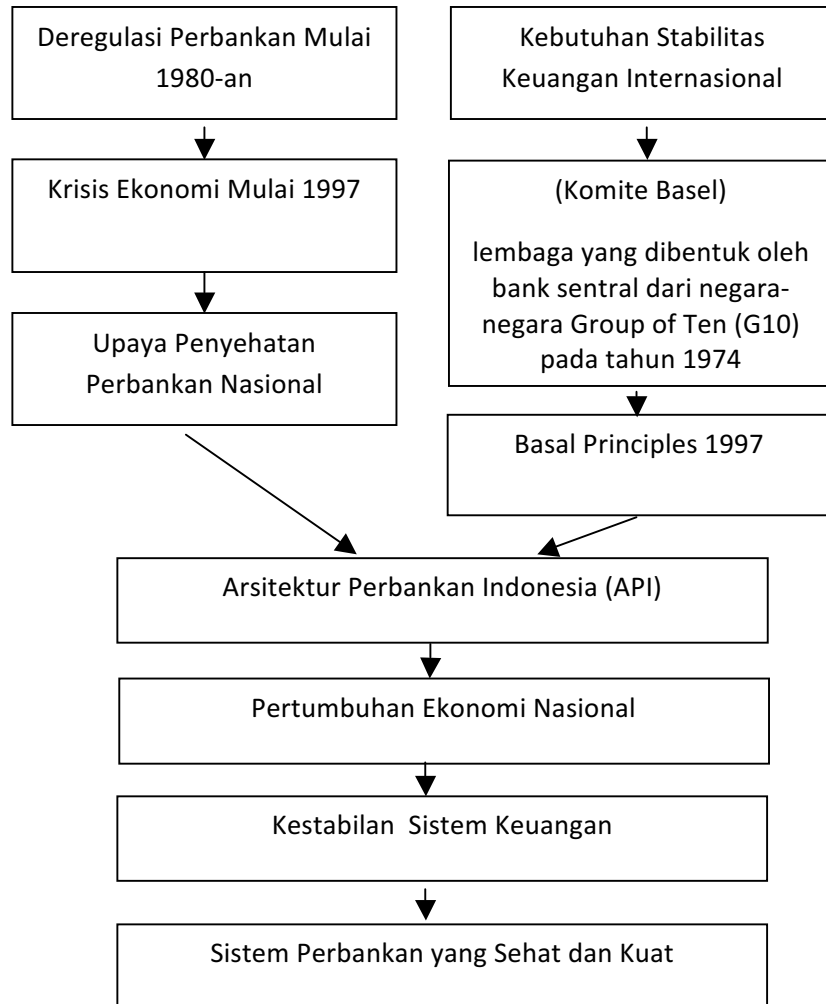 Deregulasi Perbankan Mulai
1980-an
Krisis Ekonomi Mulai 1997
Upaya Penyehatan
Perbankan Nasional
Kebutuhan Stabilitas
Keuangan Internasional
(Komite Basel)
lembaga yang dibentuk oleh
bank sentral dari negara-
negara Group of Ten (G10)
pada tahun 1974
Basal Principles 1997
Arsitektur Perbankan Indonesia (API)
Pertumbuhan Ekonomi Nasional
Kestabilan Sistem Keuangan
Sistem Perbankan yang Sehat dan Kuat